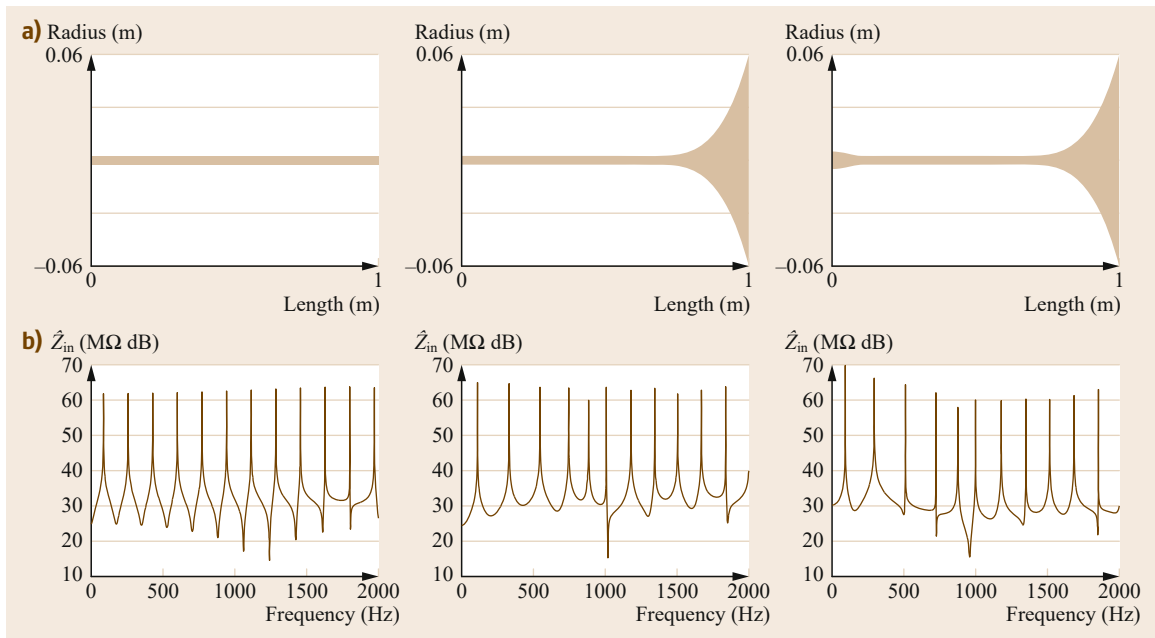 a) Radius (m) Radius (m) Radius (m)
0.06 0.06 0.06
–0.06 –0.06 –0.06
0 1 0 1 0 1
Length (m) Length (m) Length (m)
b) Ẑin (MΩ dB) Ẑin (MΩ dB) Ẑin (MΩ dB)
70 70 70
60 60 60
50 50 50
40 40 40
30 30 30
20 20 20
10 10 10
0 500 1000 1500 2000 0 500 1000 1500 2000 0 500 1000 1500 2000
Frequency (Hz) Frequency (Hz) Frequency (Hz)